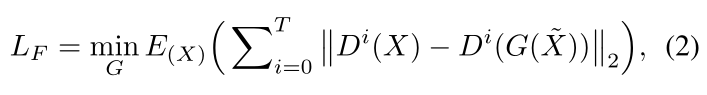 $L_F = \min_G E_{(X)} \Big( \sum_{i=0}^{T} \big\| D^i(X) - D^i(G(\tilde{X})) \big\|_2 \Big),$ (2)